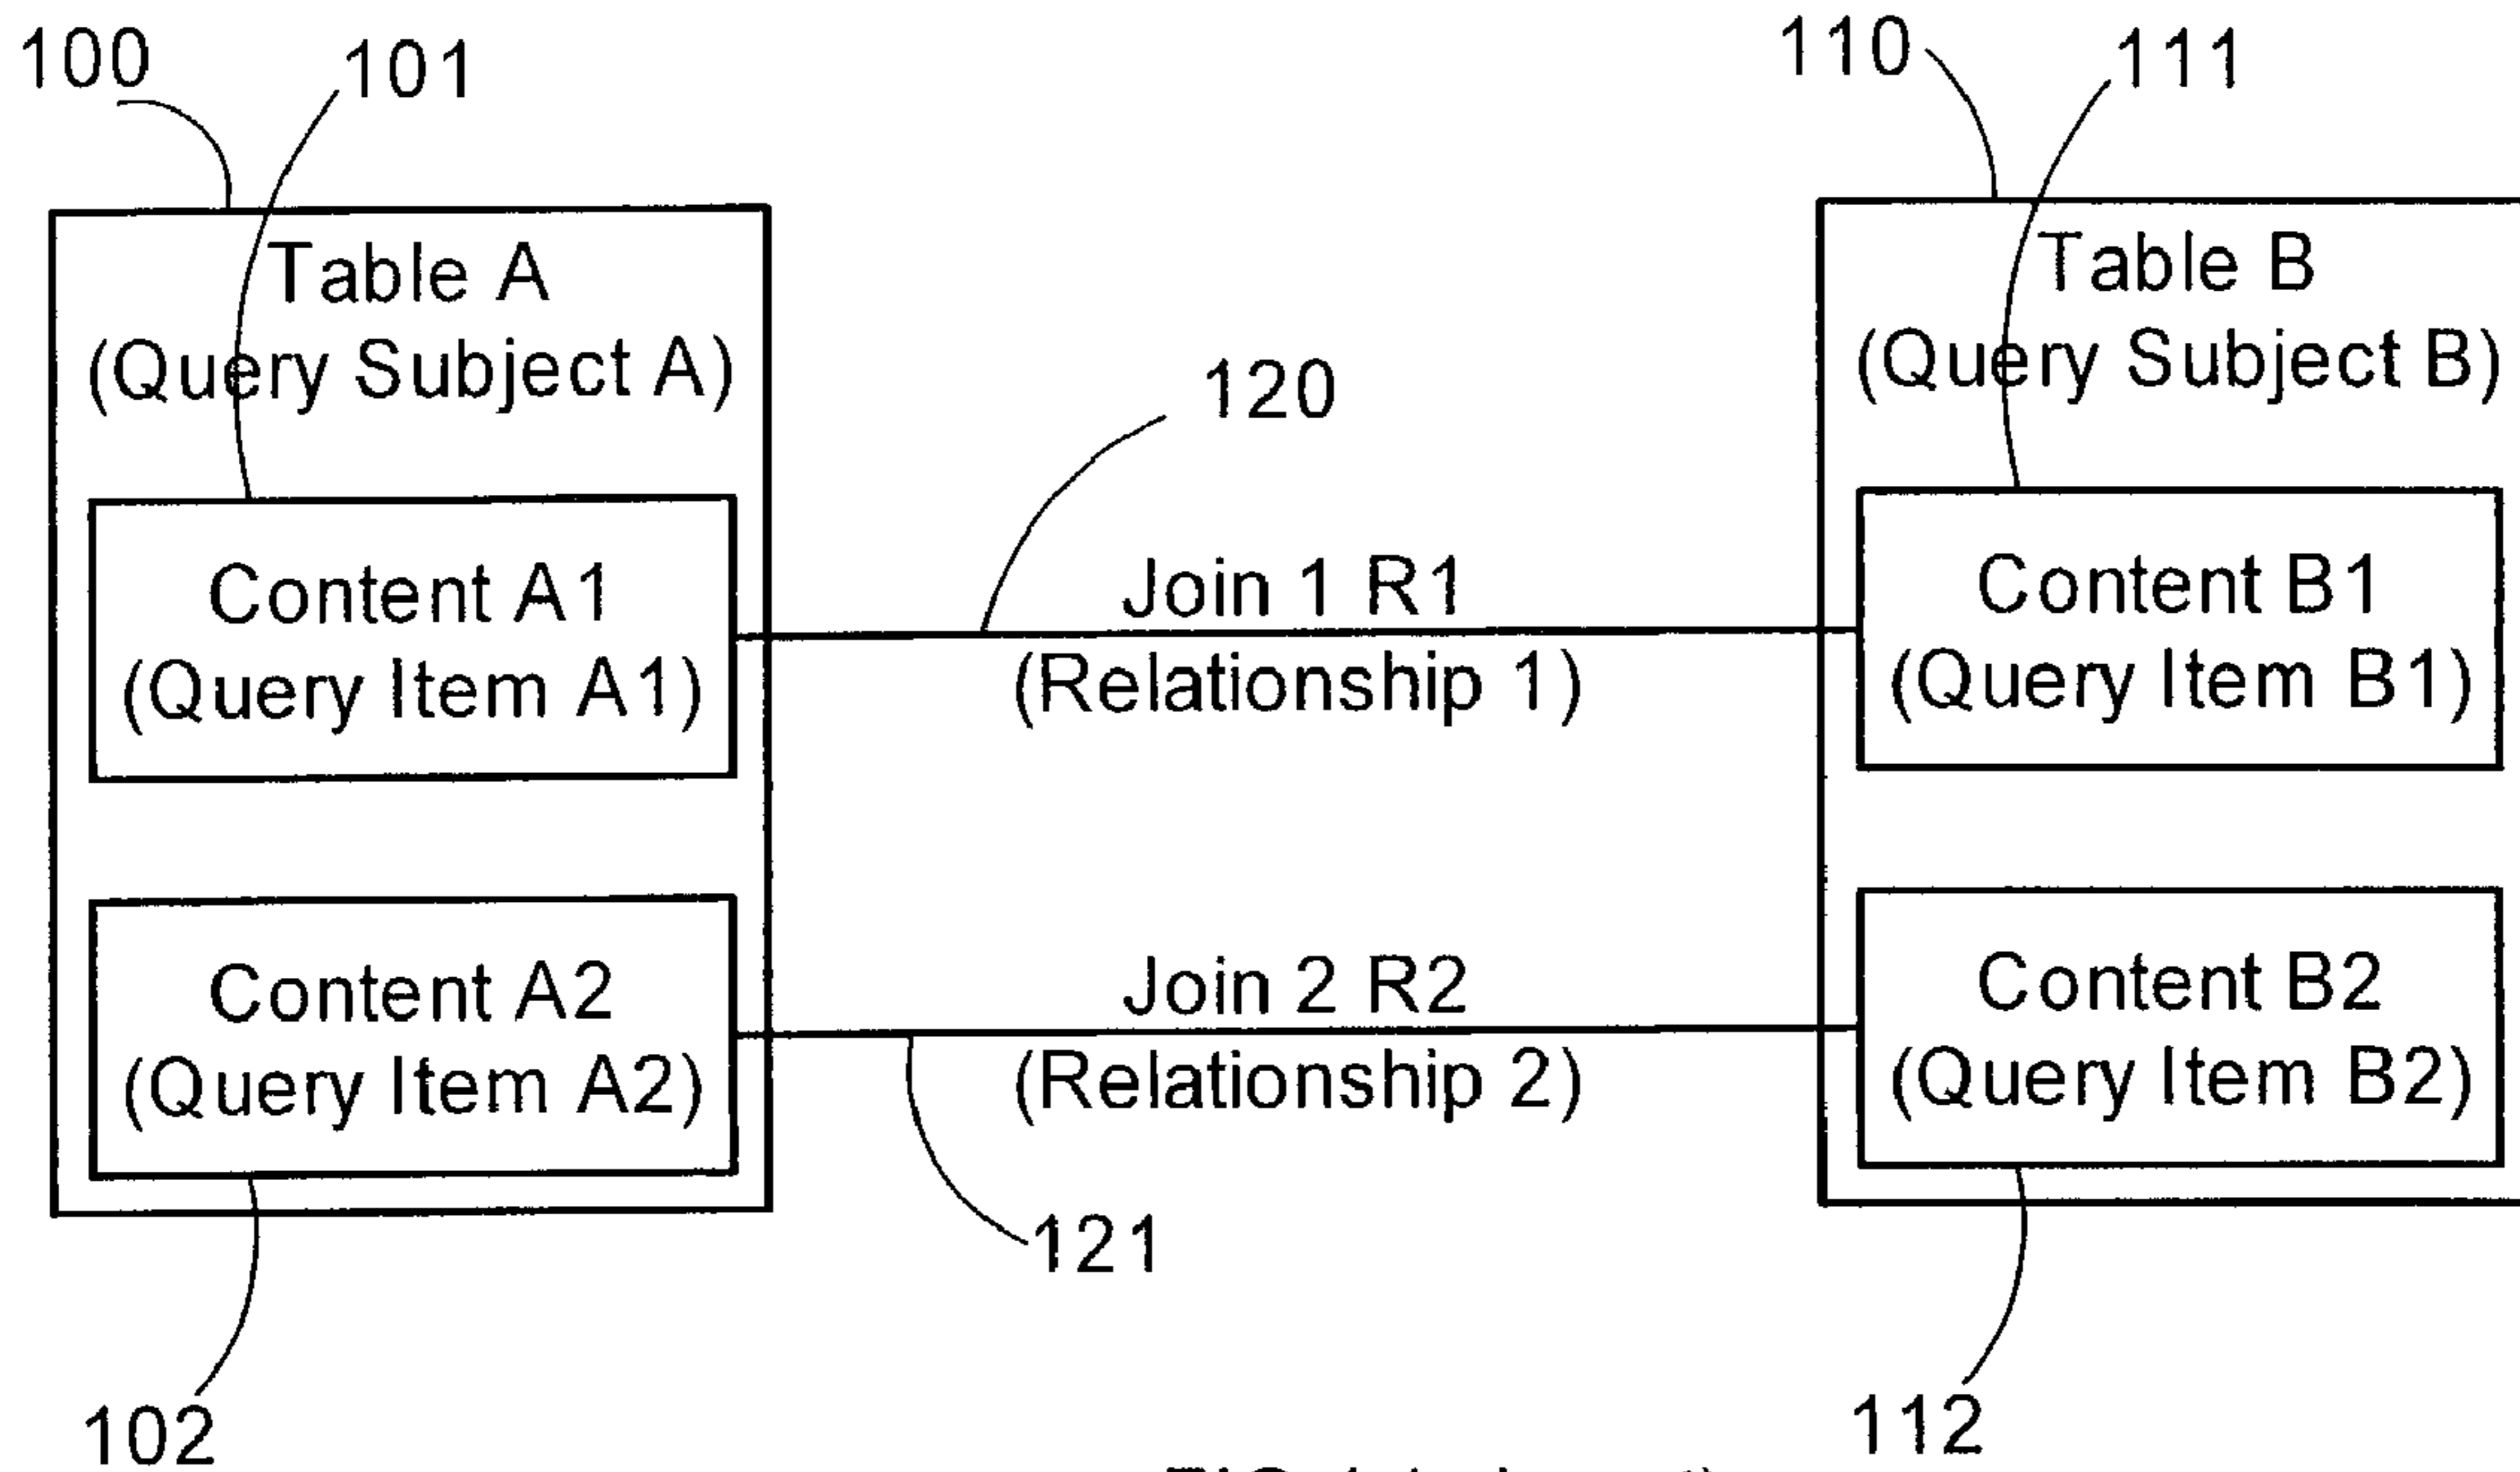 100
101
110
111
Table A
(Query Subject A)
Table B
(Query Subject B)
120
Content A1
(Query Item A1)
Join 1 R1
(Relationship 1)
Content B1
(Query Item B1)
Content A2
(Query Item A2)
Join 2 R2
(Relationship 2)
Content B2
(Query Item B2)
121
102
112